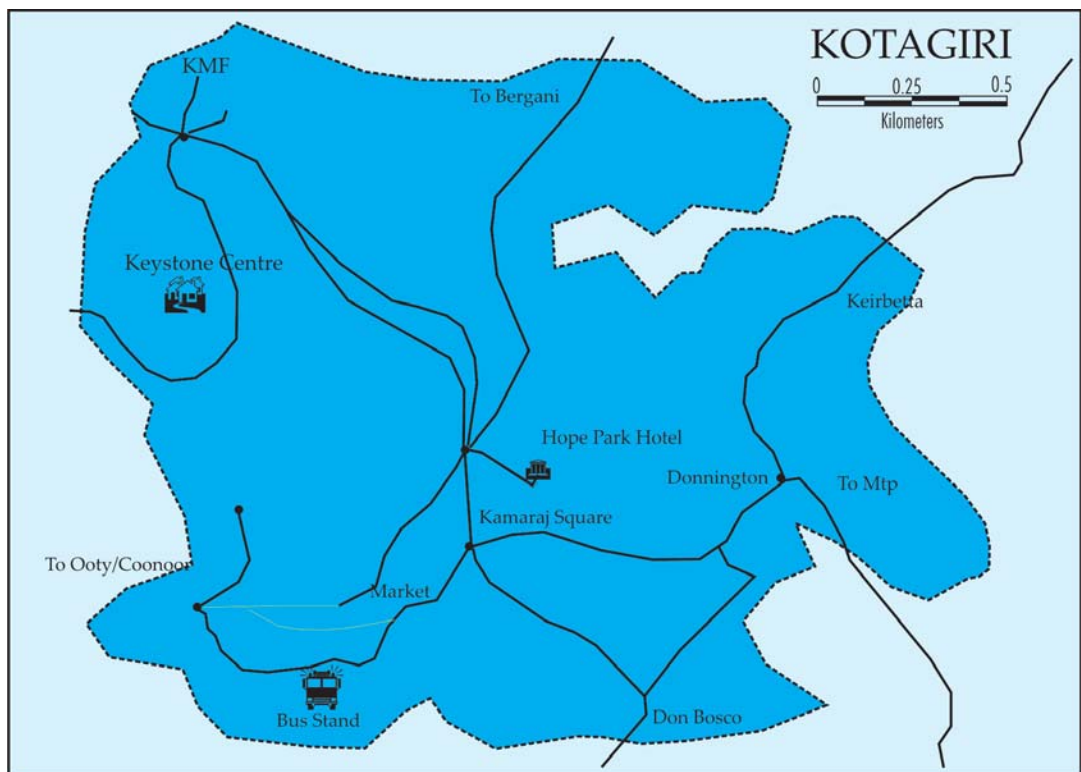 KOTAGIRI
0 0.25 0.5
Kilometers
KMF
To Bergani
Keystone Centre
Keirbetta
Hope Park Hotel
Donnington
To Mtp
Kamaraj Square
To Ooty/Coonoor
Market
Bus Stand
Don Bosco